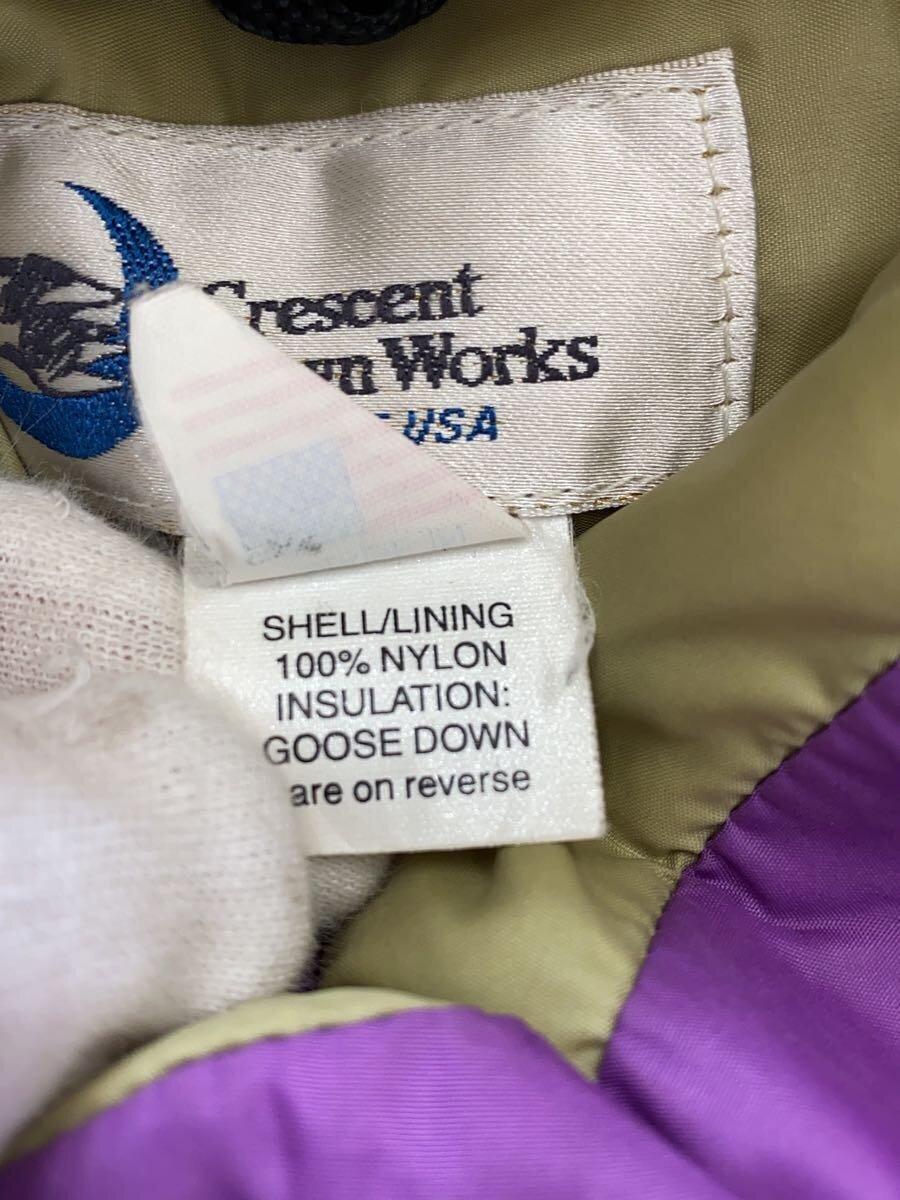 Crescent
Works
USA
SHELL/LINING
100% NYLON
INSULATION:
GOOSE DOWN
are on reverse